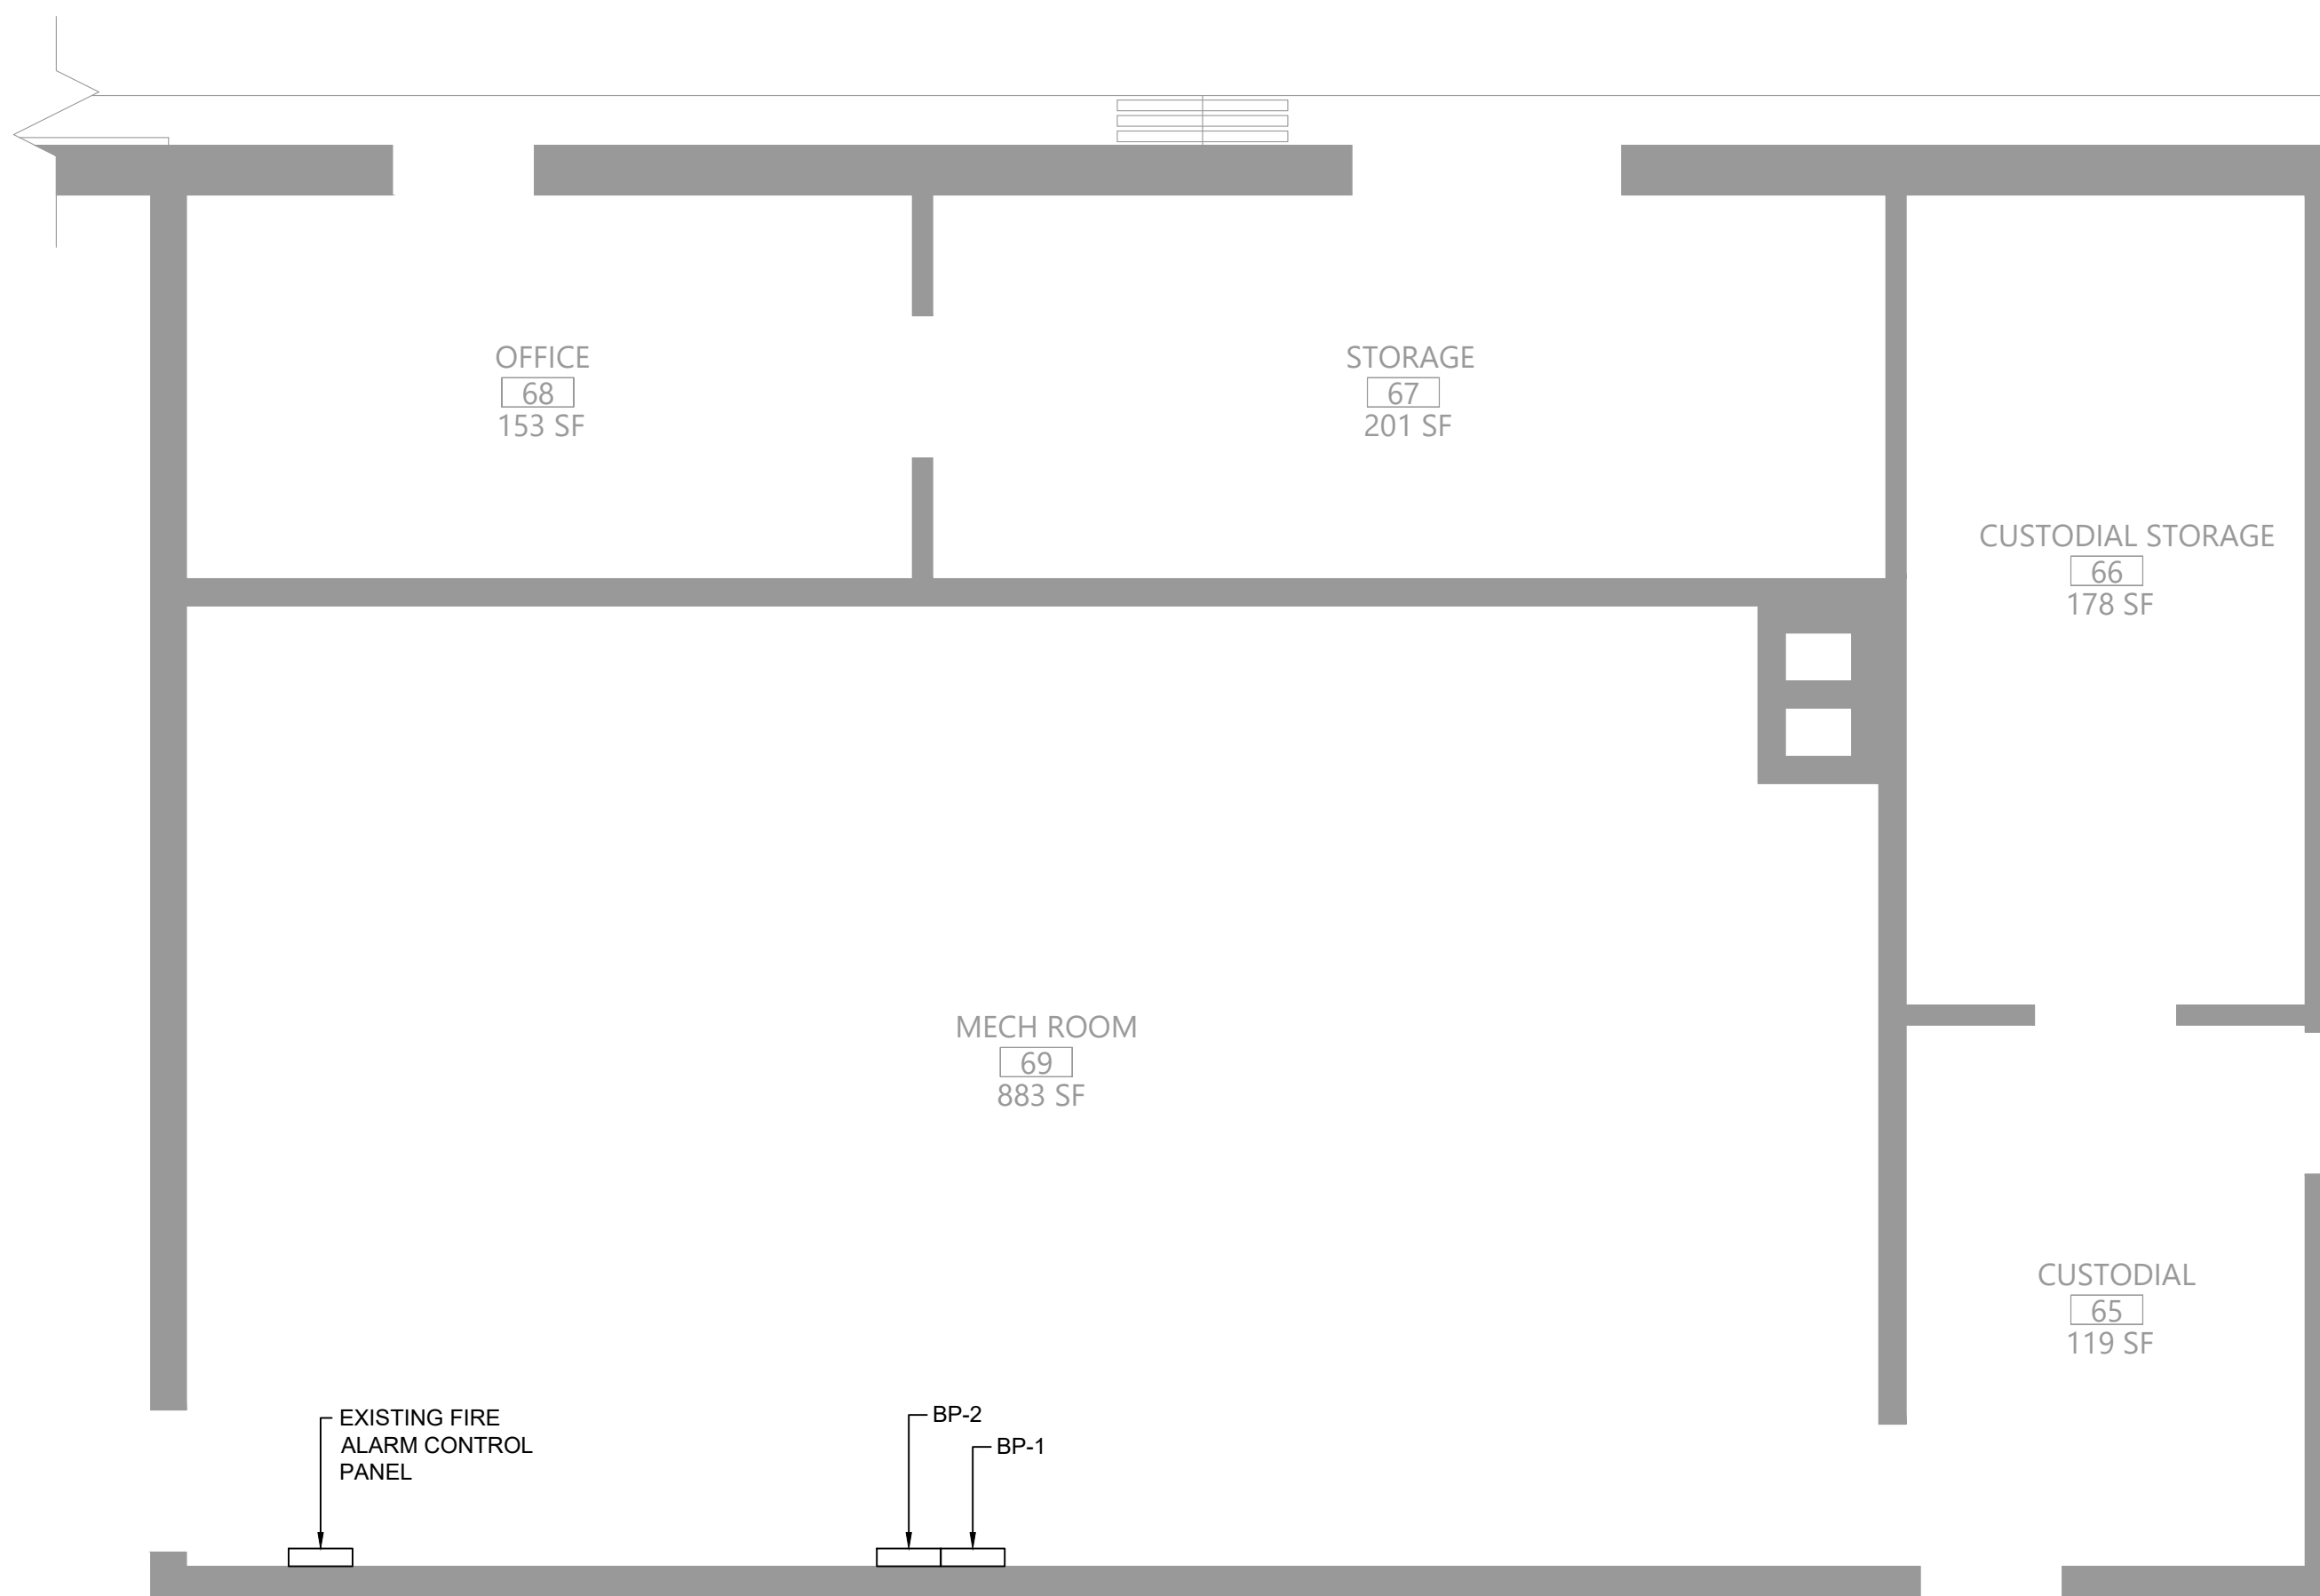 OFFICE
68
153 SF
STORAGE
67
201 SF
CUSTODIAL STORAGE
66
178 SF
MECH ROOM
69
883 SF
CUSTODIAL
65
119 SF
EXISTING FIRE
ALARM CONTROL
PANEL
BP-2
BP-1